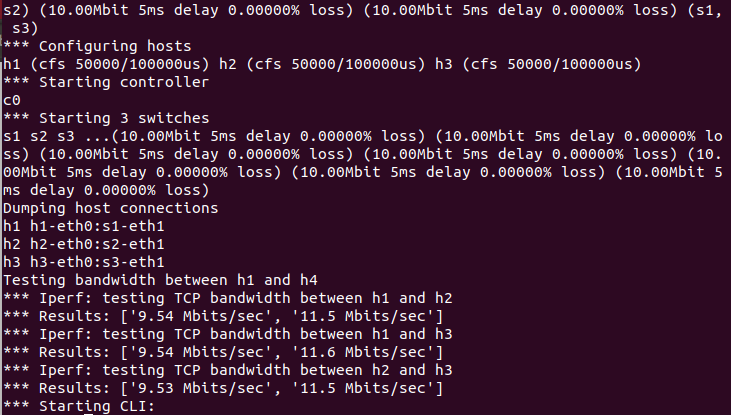 s2) (10.00Mbit 5ms delay 0.00000% loss) (10.00Mbit 5ms delay 0.00000% loss) (s1,
 s3)
*** Configuring hosts
h1 (cfs 50000/100000us) h2 (cfs 50000/100000us) h3 (cfs 50000/100000us)
*** Starting controller
c0
*** Starting 3 switches
s1 s2 s3 ...(10.00Mbit 5ms delay 0.00000% loss) (10.00Mbit 5ms delay 0.00000% lo
ss) (10.00Mbit 5ms delay 0.00000% loss) (10.00Mbit 5ms delay 0.00000% loss) (10.
00Mbit 5ms delay 0.00000% loss) (10.00Mbit 5ms delay 0.00000% loss) (10.00Mbit 5
ms delay 0.00000% loss)
Dumping host connections
h1 h1-eth0:s1-eth1
h2 h2-eth0:s2-eth1
h3 h3-eth0:s3-eth1
Testing bandwidth between h1 and h4
*** Iperf: testing TCP bandwidth between h1 and h2
*** Results: ['9.54 Mbits/sec', '11.5 Mbits/sec']
*** Iperf: testing TCP bandwidth between h1 and h3
*** Results: ['9.54 Mbits/sec', '11.6 Mbits/sec']
*** Iperf: testing TCP bandwidth between h2 and h3
*** Results: ['9.53 Mbits/sec', '11.5 Mbits/sec']
*** Starting CLI: